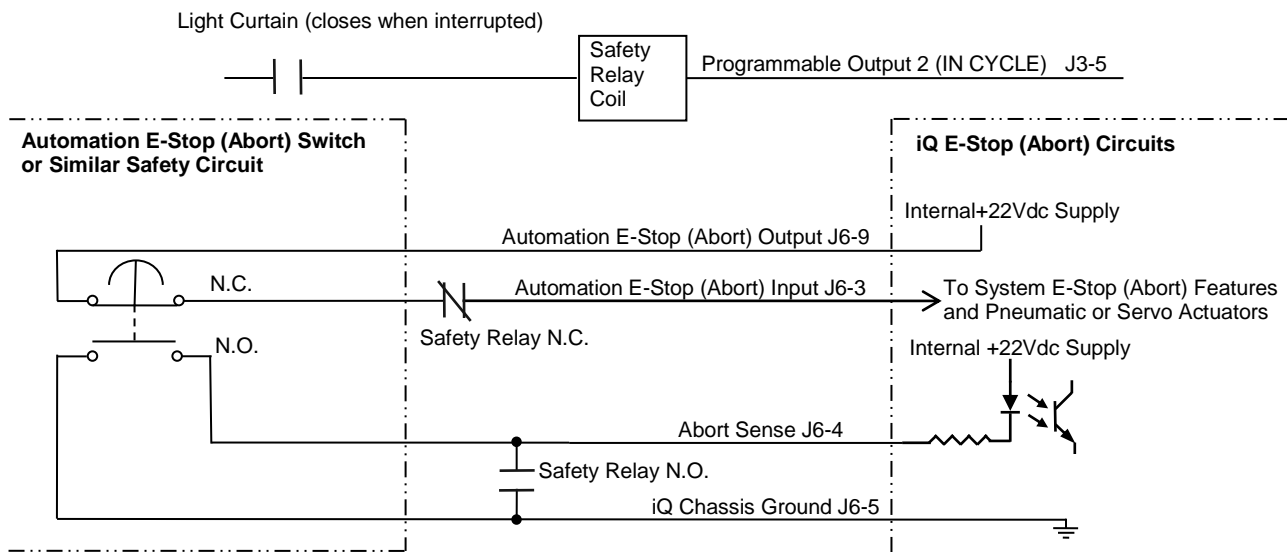 Light Curtain (closes when interrupted)
Safety
Relay
Coil
Programmable Output 2 (IN CYCLE) J3-5
Automation E-Stop (Abort) Switch
or Similar Safety Circuit
iQ E-Stop (Abort) Circuits
Internal+22Vdc Supply
Automation E-Stop (Abort) Output J6-9
N.C.
Automation E-Stop (Abort) Input J6-3
To System E-Stop (Abort) Features
and Pneumatic or Servo Actuators
Safety Relay N.C.
N.O.
Internal +22Vdc Supply
Abort Sense J6-4
Safety Relay N.O.
iQ Chassis Ground J6-5